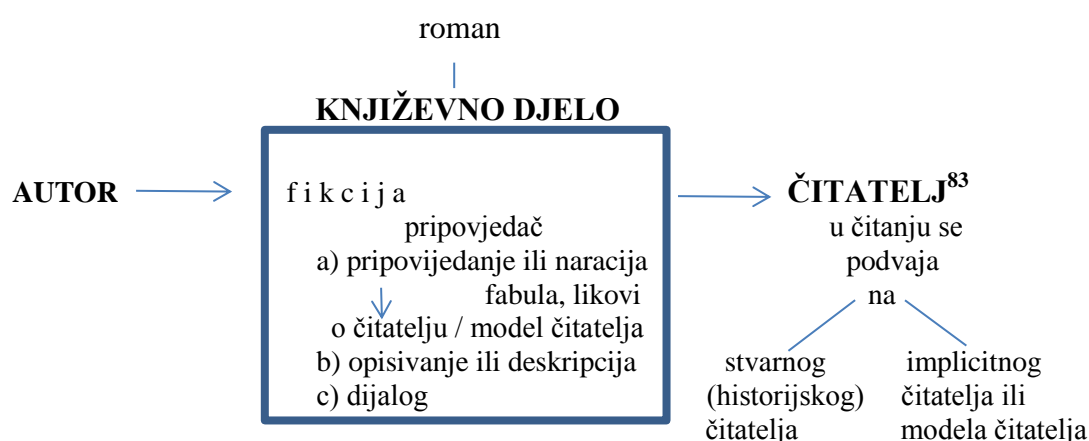 roman
KNJIŽEVNO DJELO
AUTOR
f i k c i j a
pripovjedač
a) pripovijedanje ili naracija
fabula, likovi
o čitatelju / model čitatelja
b) opisivanje ili deskripcija
c) dijalog
ČITATELJ83
u čitanju se
podvaja
na
stvarnog
(historijskog)
čitatelja
implicitnog
čitatelja ili
modela čitatelja